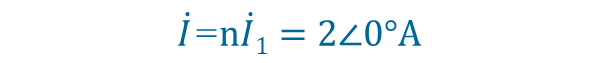 İ=nİ₁ = 2∠0°A